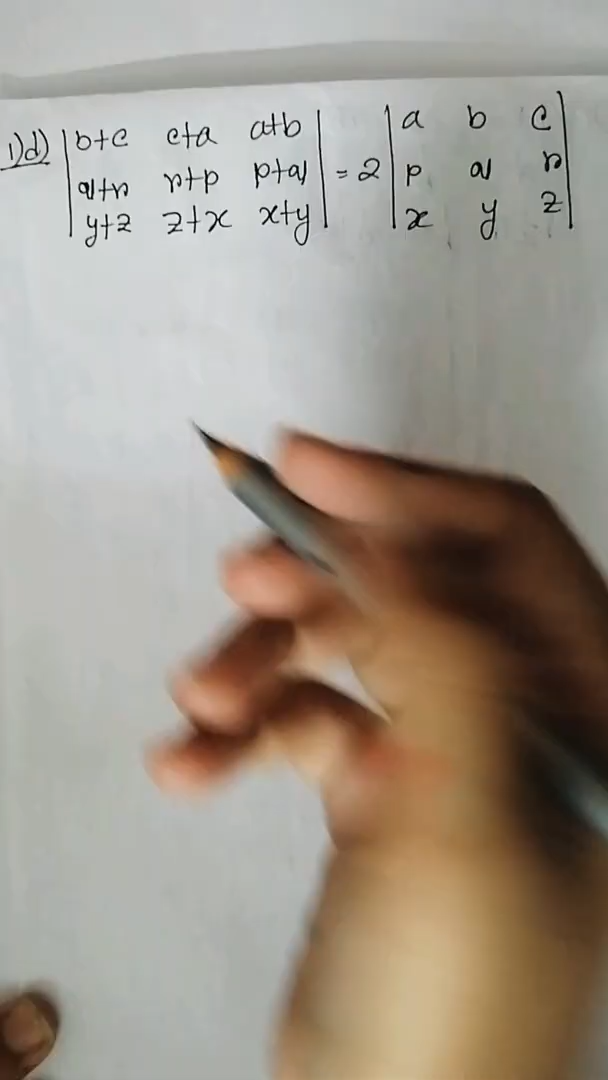 1)d) | b+c c+a a+b | = 2 | a b c |
| q+r r+p p+q | | p q r |
| y+z z+x x+y | | x y z |